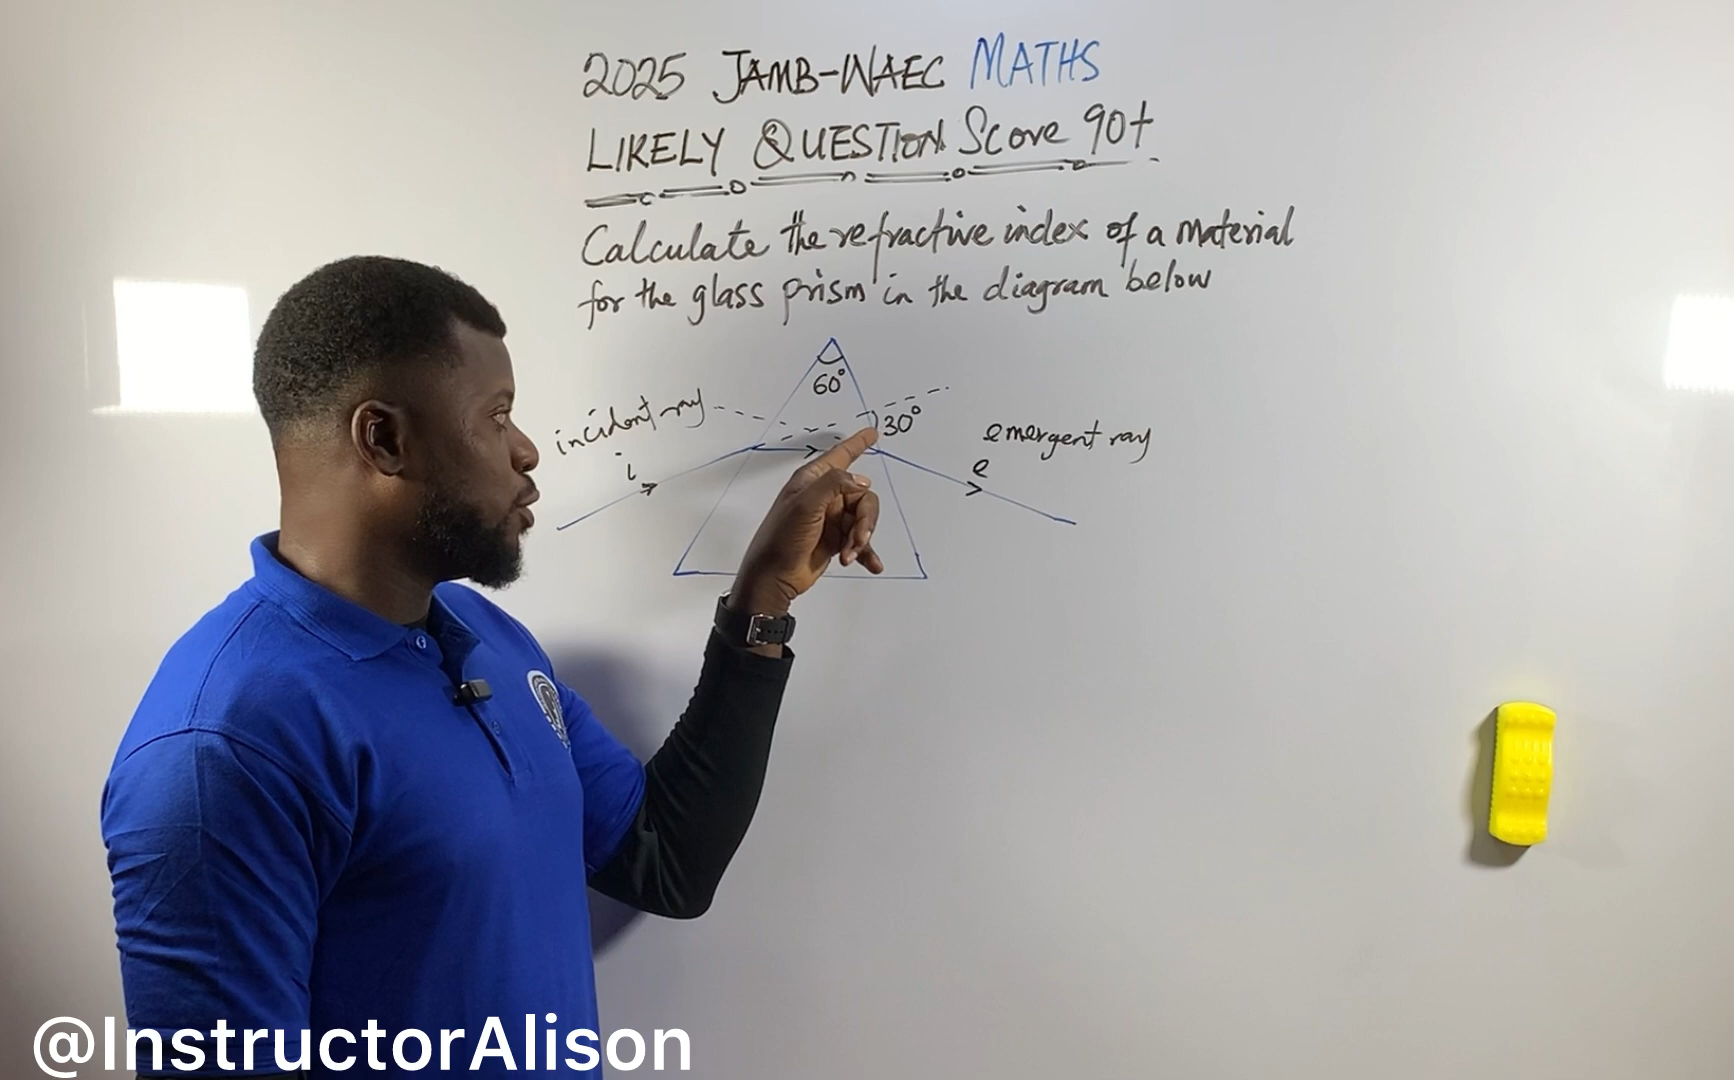 2025 JAMB-WAEC MATHS
LIKELY QUESTION Score 90+
Calculate the refractive index of a material
for the glass prism in the diagram below
60°
30°
incident ray
emergent ray
i
e
@InstructorAlison